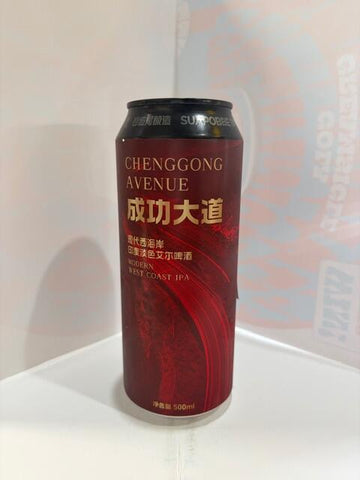 CHENGGONG
AVENUE
成功大道
现代西海岸
印度淡色艾尔啤酒
MODERN
WEST COAST IPA
净含量 500ml